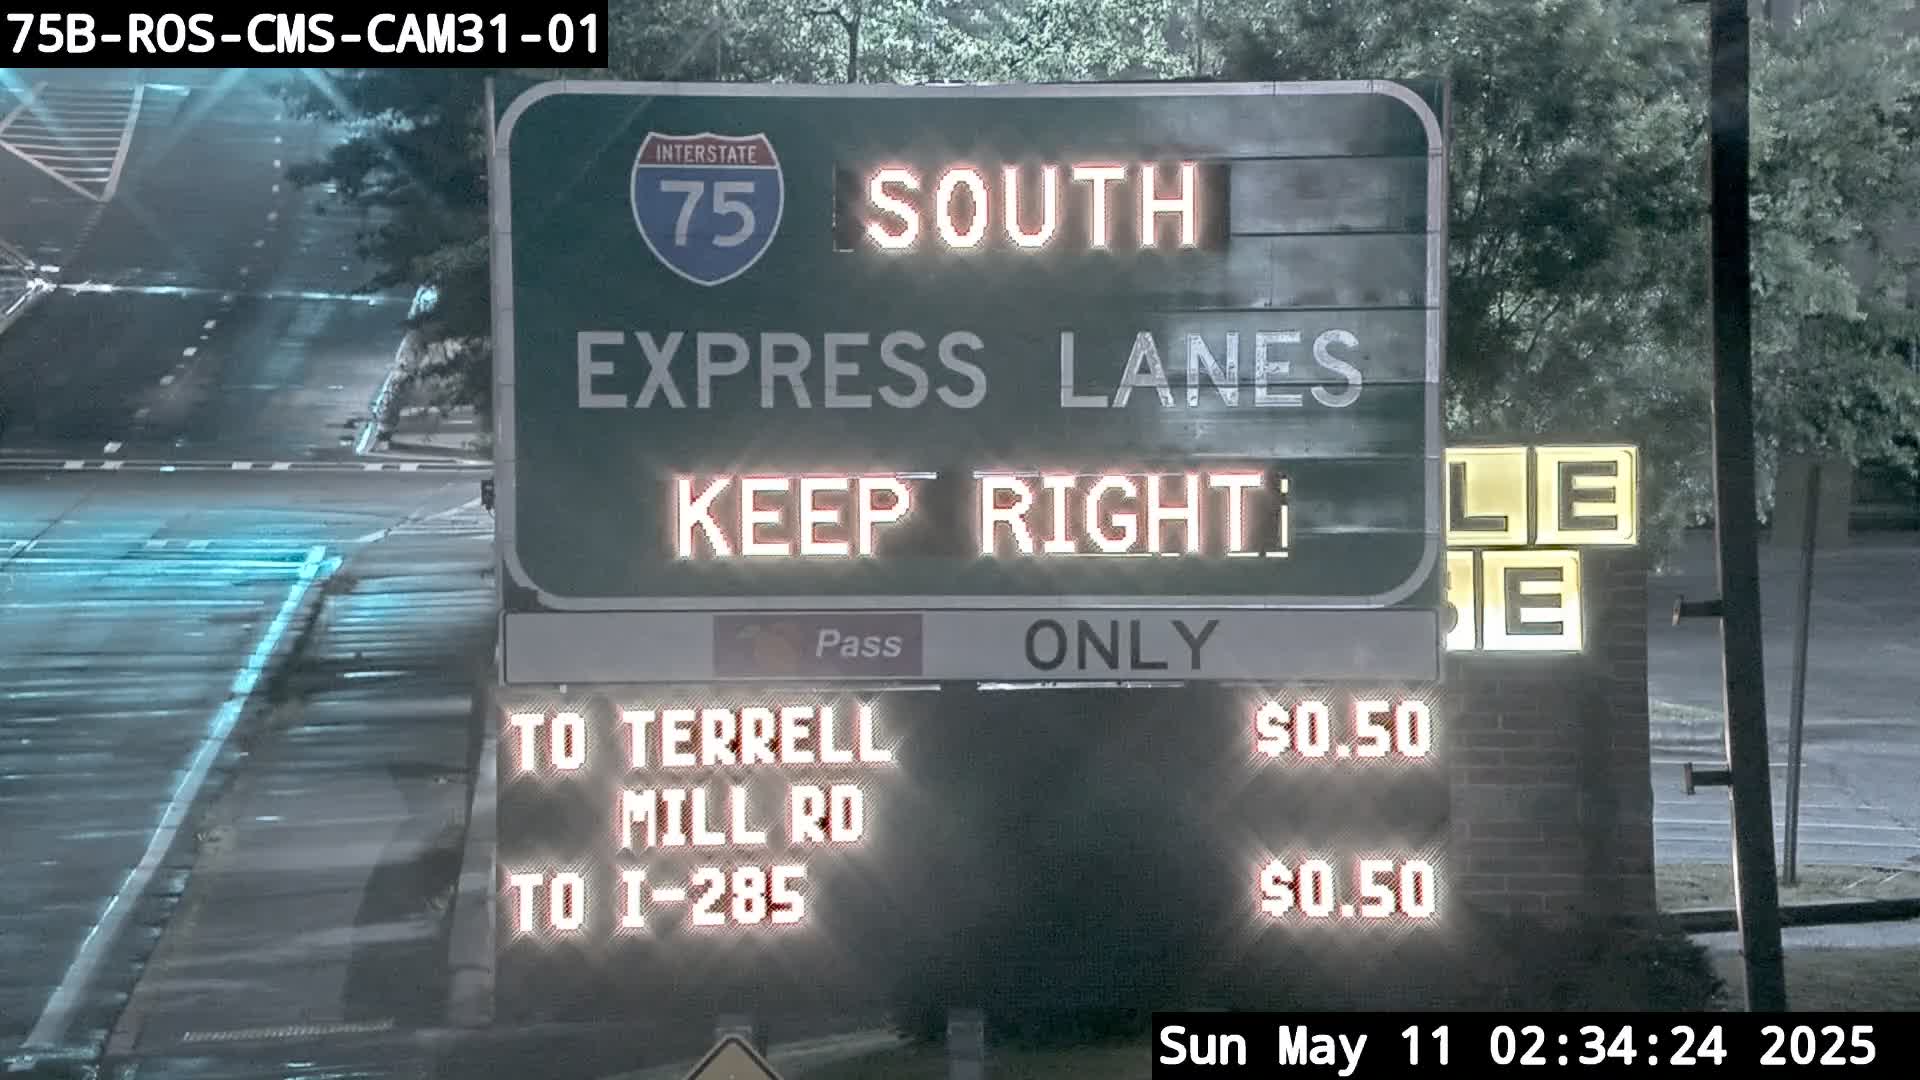 75B-ROS-CMS-CAM31-01
INTERSTATE
75
SOUTH
EXPRESS LANES
KEEP RIGHT
LE
E
Pass ONLY
TO TERRELL $0.50
MILL RD
TO I-285 $0.50
Sun May 11 02:34:24 2025